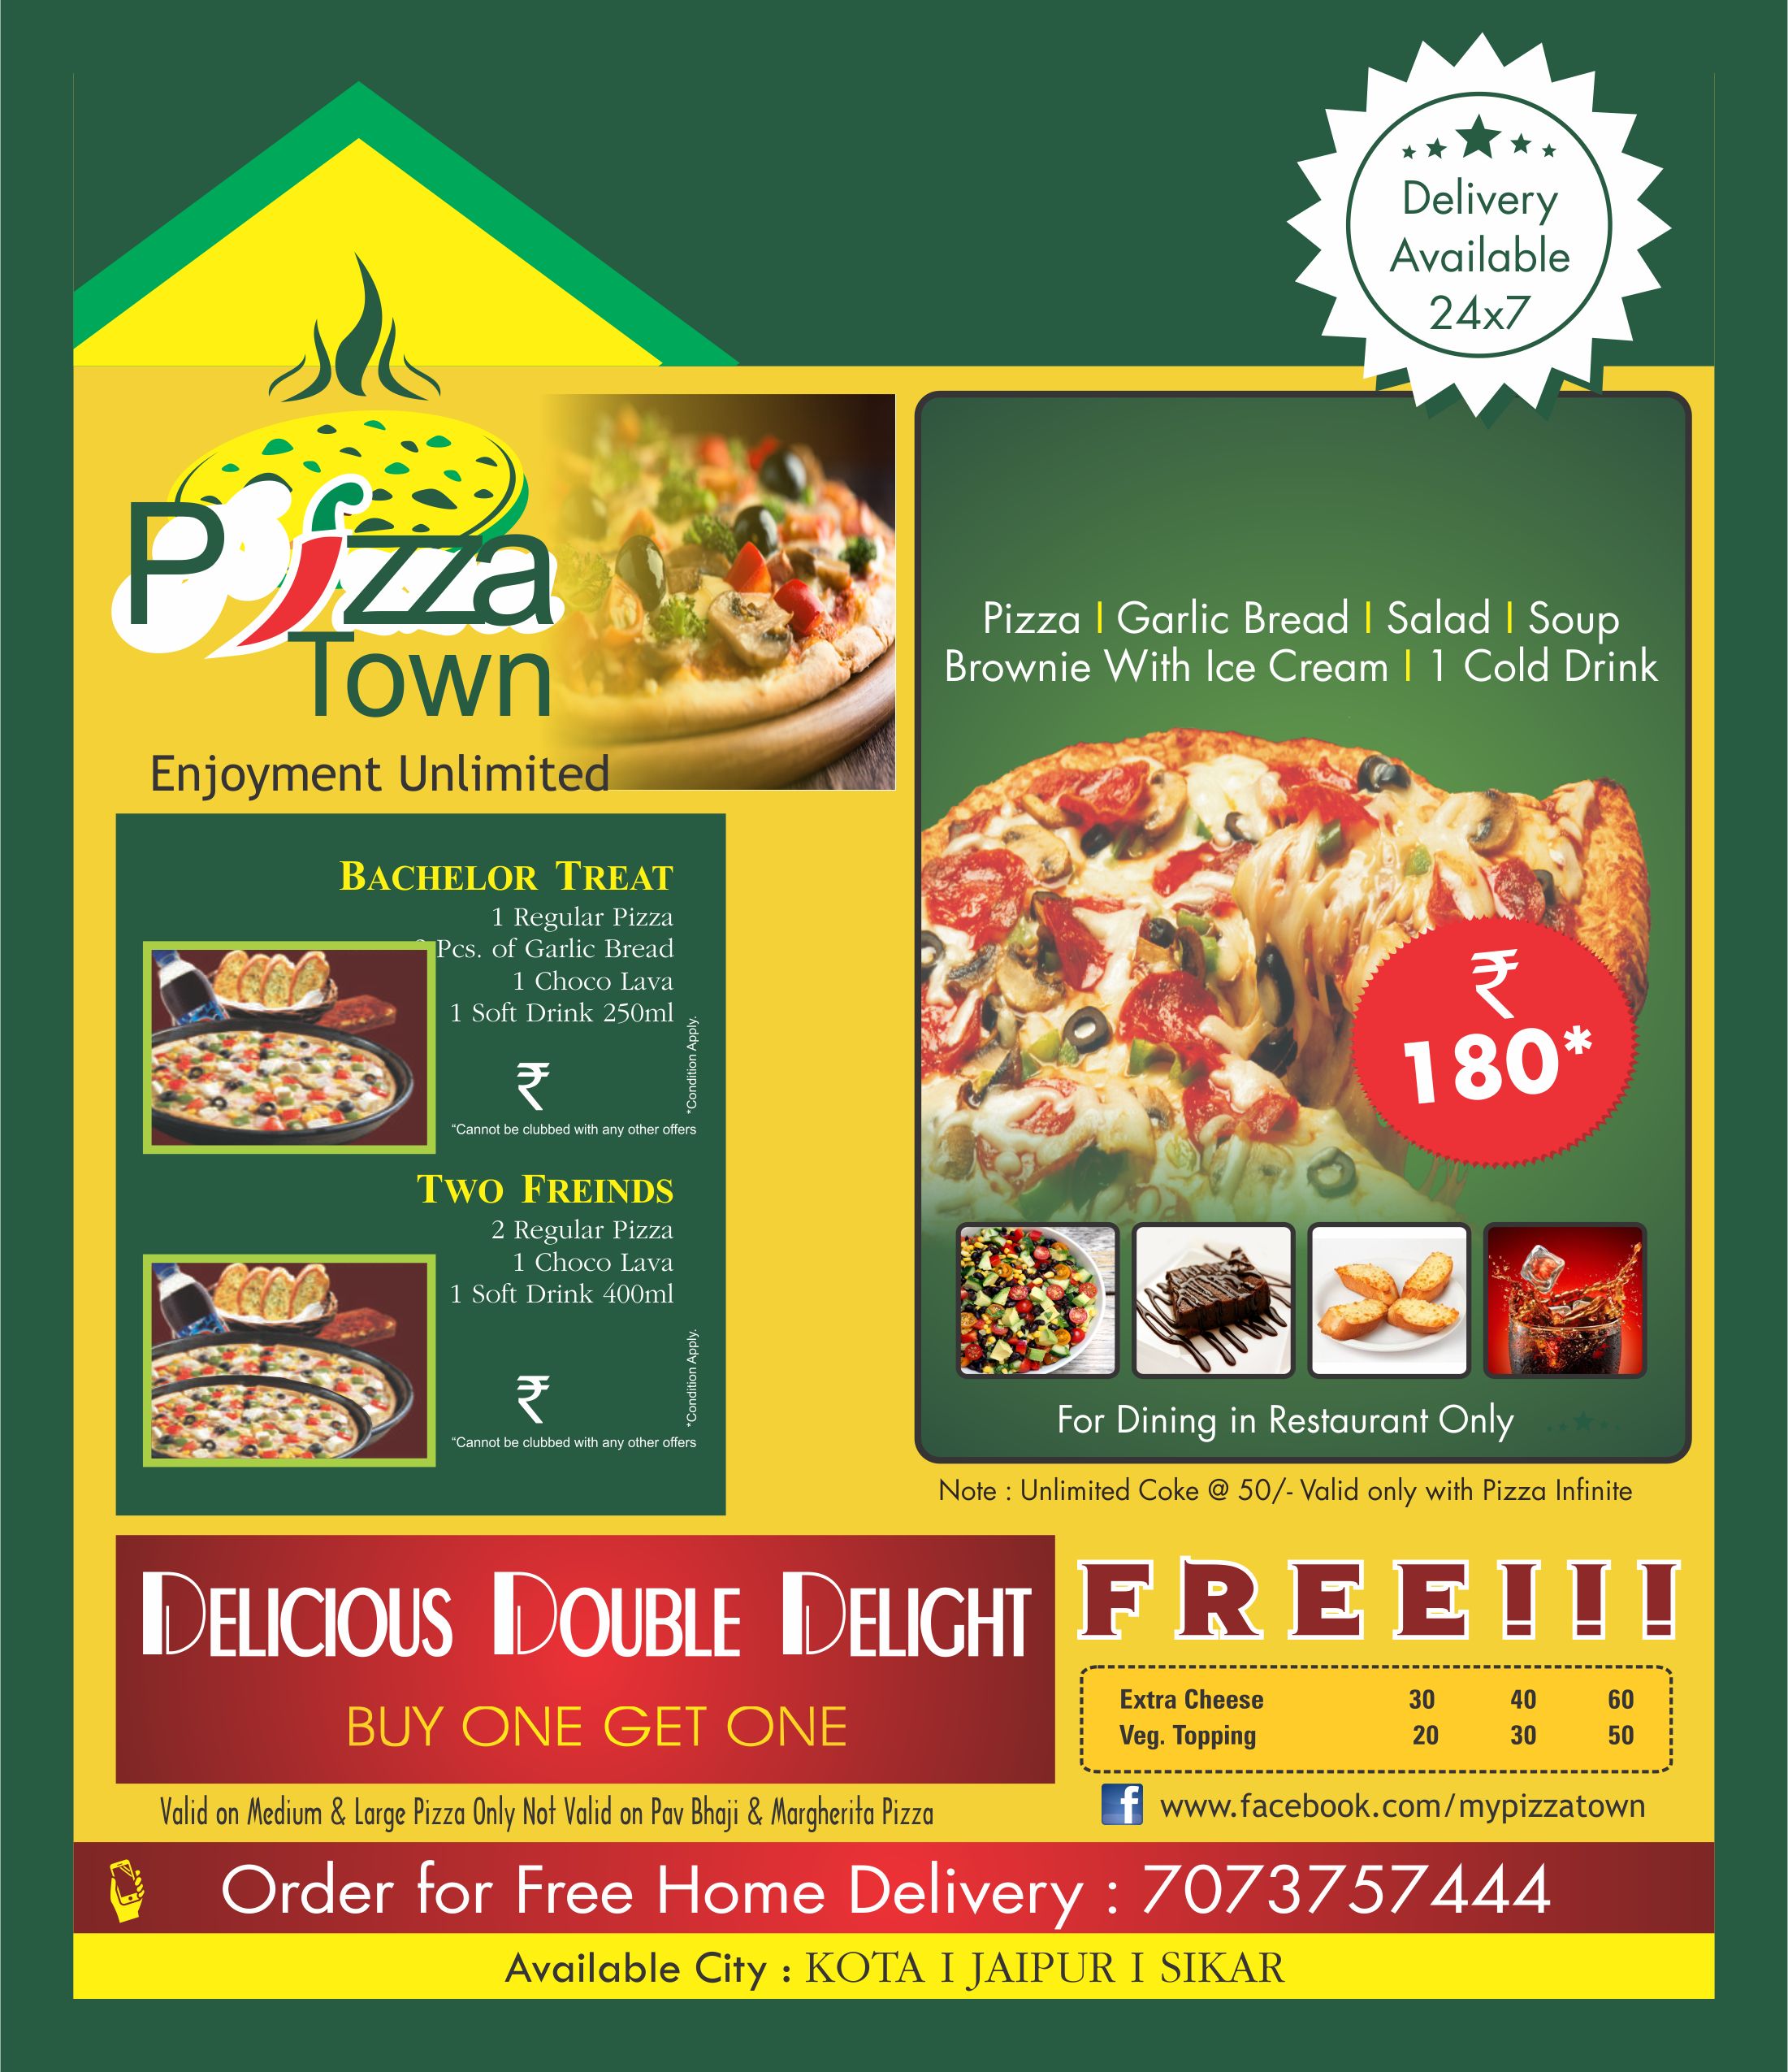 Delivery
Available
24x7
Pizza
Town
Enjoyment Unlimited
Pizza | Garlic Bread | Salad | Soup
Brownie With Ice Cream | 1 Cold Drink
₹
180*
For Dining in Restaurant Only
Note : Unlimited Coke @ 50/- Valid only with Pizza Infinite
BACHELOR TREAT
1 Regular Pizza
Pcs. of Garlic Bread
1 Choco Lava
1 Soft Drink 250ml
₹
*Condition Apply.
*Cannot be clubbed with any other offers
TWO FREINDS
2 Regular Pizza
1 Choco Lava
1 Soft Drink 400ml
₹
*Condition Apply.
*Cannot be clubbed with any other offers
DELICIOUS DOUBLE DELIGHT
BUY ONE GET ONE
Valid on Medium & Large Pizza Only Not Valid on Pav Bhaji & Margherita Pizza
FREE!!!
Extra Cheese 30 40 60
Veg. Topping 20 30 50
f www.facebook.com/mypizzatown
Order for Free Home Delivery : 7073757444
Available City : KOTA I JAIPUR I SIKAR